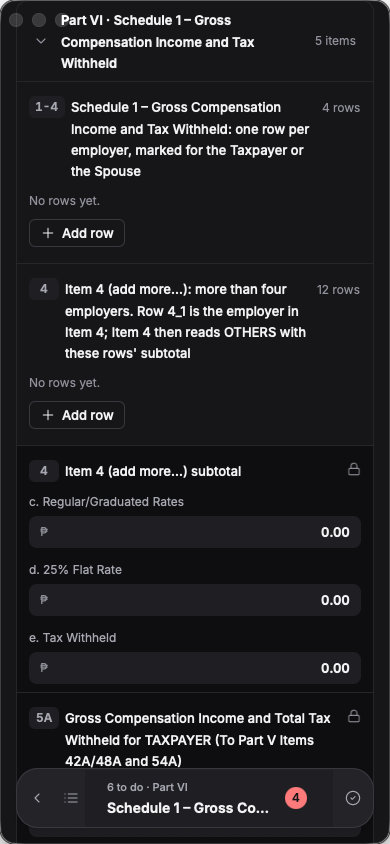 Part VI · Schedule 1 – Gross
Compensation Income and Tax
Withheld
5 items
1-4
Schedule 1 – Gross Compensation
Income and Tax Withheld: one row per
employer, marked for the Taxpayer or
the Spouse
4 rows
No rows yet.
+ Add row
4
Item 4 (add more...): more than four
employers. Row 4_1 is the employer in
Item 4; Item 4 then reads OTHERS with
these rows' subtotal
12 rows
No rows yet.
+ Add row
4
Item 4 (add more...) subtotal
c. Regular/Graduated Rates
₱ 0.00
d. 25% Flat Rate
₱ 0.00
e. Tax Withheld
₱ 0.00
5A
Gross Compensation Income and Total Tax
Withheld for TAXPAYER (To Part V Items
42A/48A and 54A)
6 to do · Part VI
Schedule 1 – Gross Co...
4